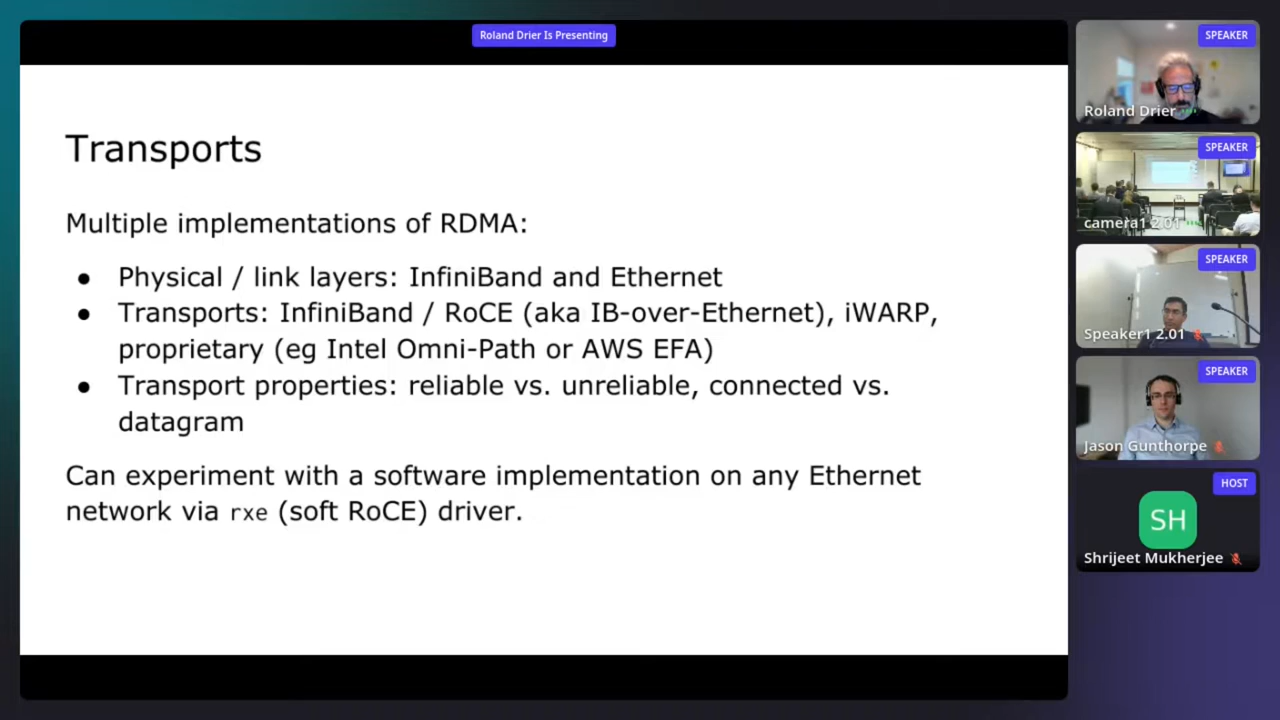 Roland Drier Is Presenting
Transports
Multiple implementations of RDMA:
● Physical / link layers: InfiniBand and Ethernet
● Transports: InfiniBand / RoCE (aka IB-over-Ethernet), iWARP,
proprietary (eg Intel Omni-Path or AWS EFA)
● Transport properties: reliable vs. unreliable, connected vs.
datagram
Can experiment with a software implementation on any Ethernet
network via rxe (soft RoCE) driver.
SPEAKER
Roland Drier
SPEAKER
camera1 2.01
SPEAKER
Speaker1 2.01
SPEAKER
Jason Gunthorpe
HOST
SH
Shrijeet Mukherjee